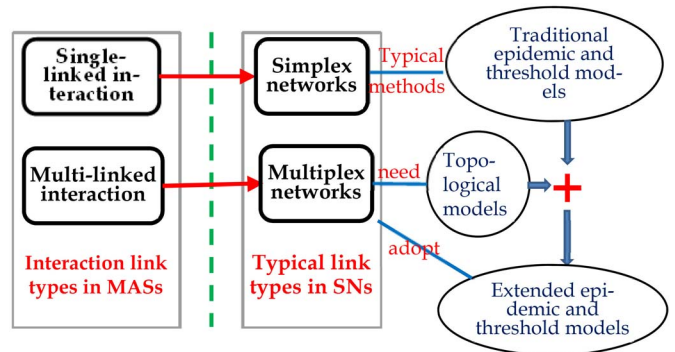 Single-
linked in-
teraction
Multi-linked
interaction
Interaction link
types in MASs
Simplex
networks
Multiplex
networks
Typical link
types in SNs
Typical
methods
need
adopt
Traditional
epidemic and
threshold mod-
els
Topo-
logical
models
+
Extended epi-
demic and
threshold models